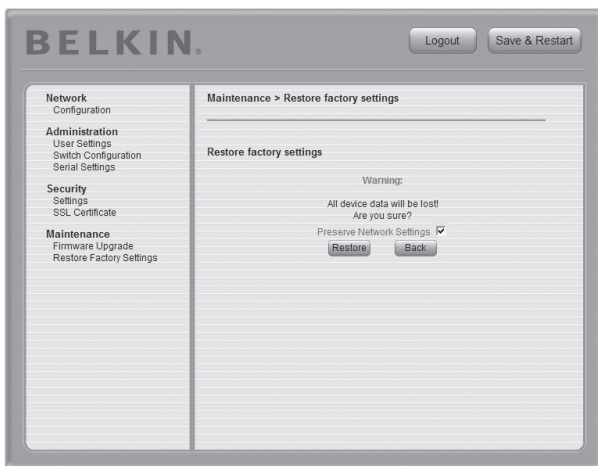 BELKIN.
Logout
Save & Restart
Network
Configuration
Administration
User Settings
Switch Configuration
Serial Settings
Security
Settings
SSL Certificate
Maintenance
Firmware Upgrade
Restore Factory Settings
Maintenance > Restore factory settings
Restore factory settings
Warning:
All device data will be lost!
Are you sure?
Preserve Network Settings
Restore
Back